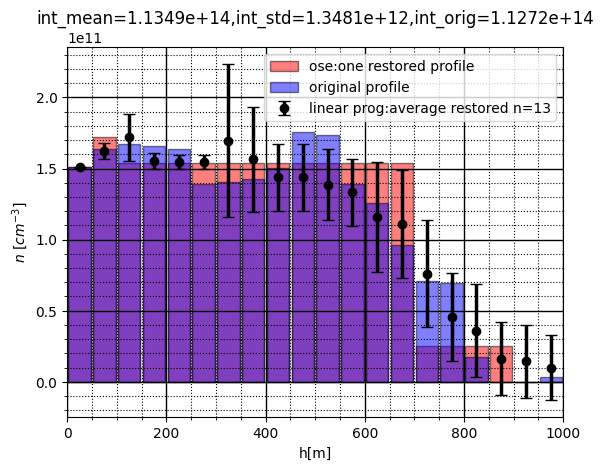 int_mean=1.1349e+14,int_std=1.3481e+12,int_orig=1.1272e+14
1e11
ose:one restored profile
original profile
linear prog:average restored n=13
2.0
1.5
1.0
0.5
0.0
n [cm⁻³]
0 200 400 600 800 1000
h[m]